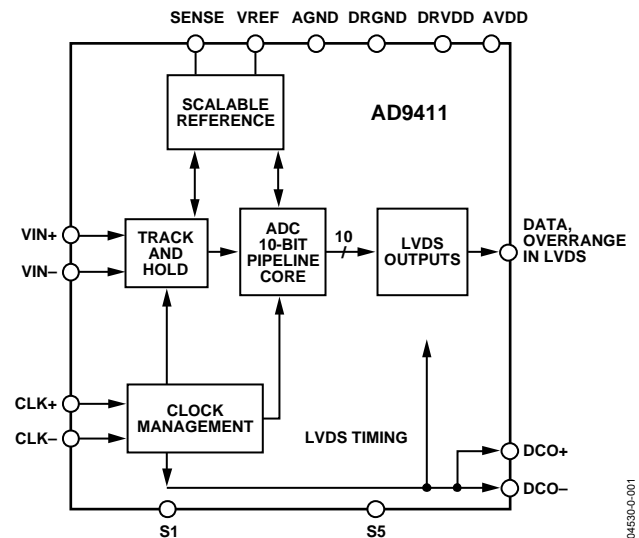 SENSE VREF AGND DRGND DRVDD AVDD
SCALABLE
REFERENCE
AD9411
VIN+
VIN–
TRACK
AND
HOLD
ADC
10-BIT
PIPELINE
CORE
10
LVDS
OUTPUTS
DATA,
OVERRANGE
IN LVDS
CLK+
CLK–
CLOCK
MANAGEMENT
LVDS TIMING
DCO+
DCO–
S1
S5
04530-0-001